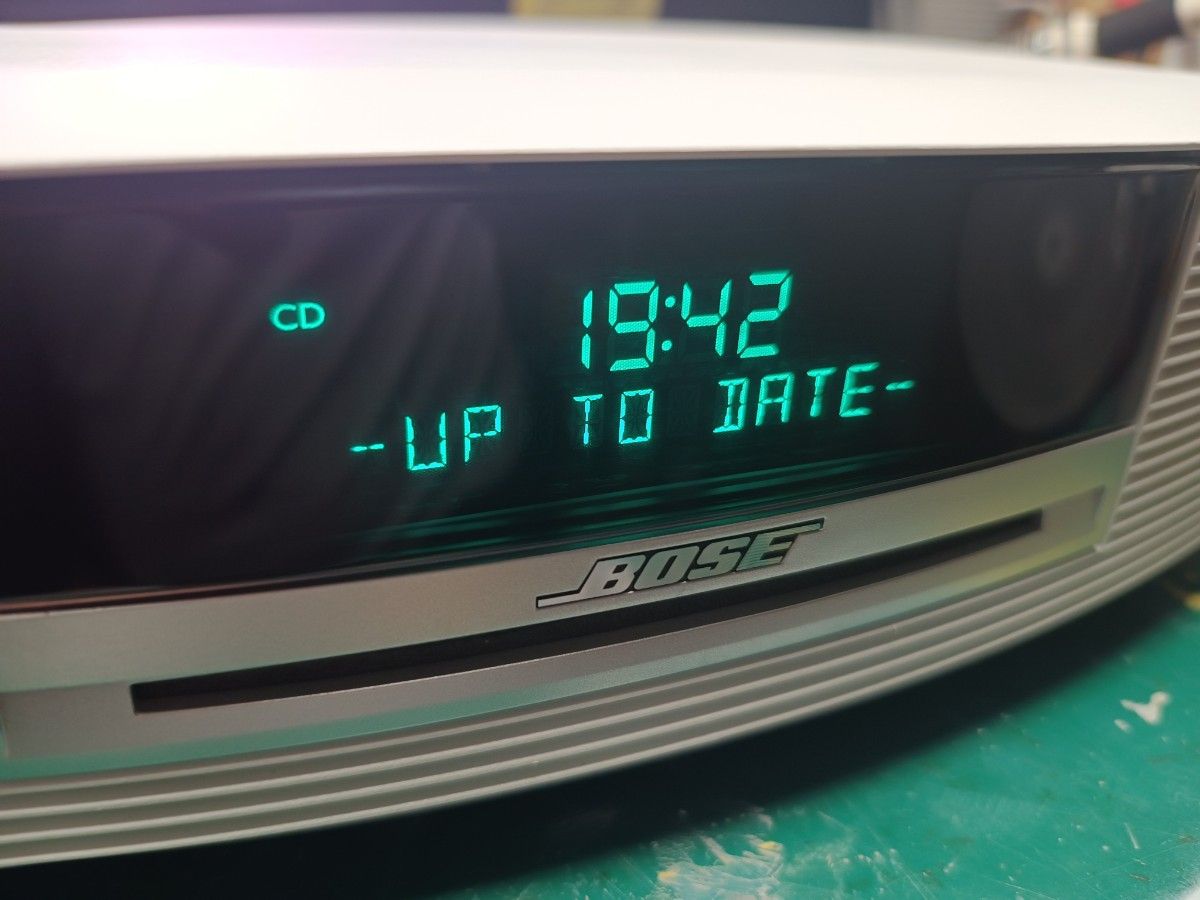 CD
19:42
-UP TO DATE-
BOSE